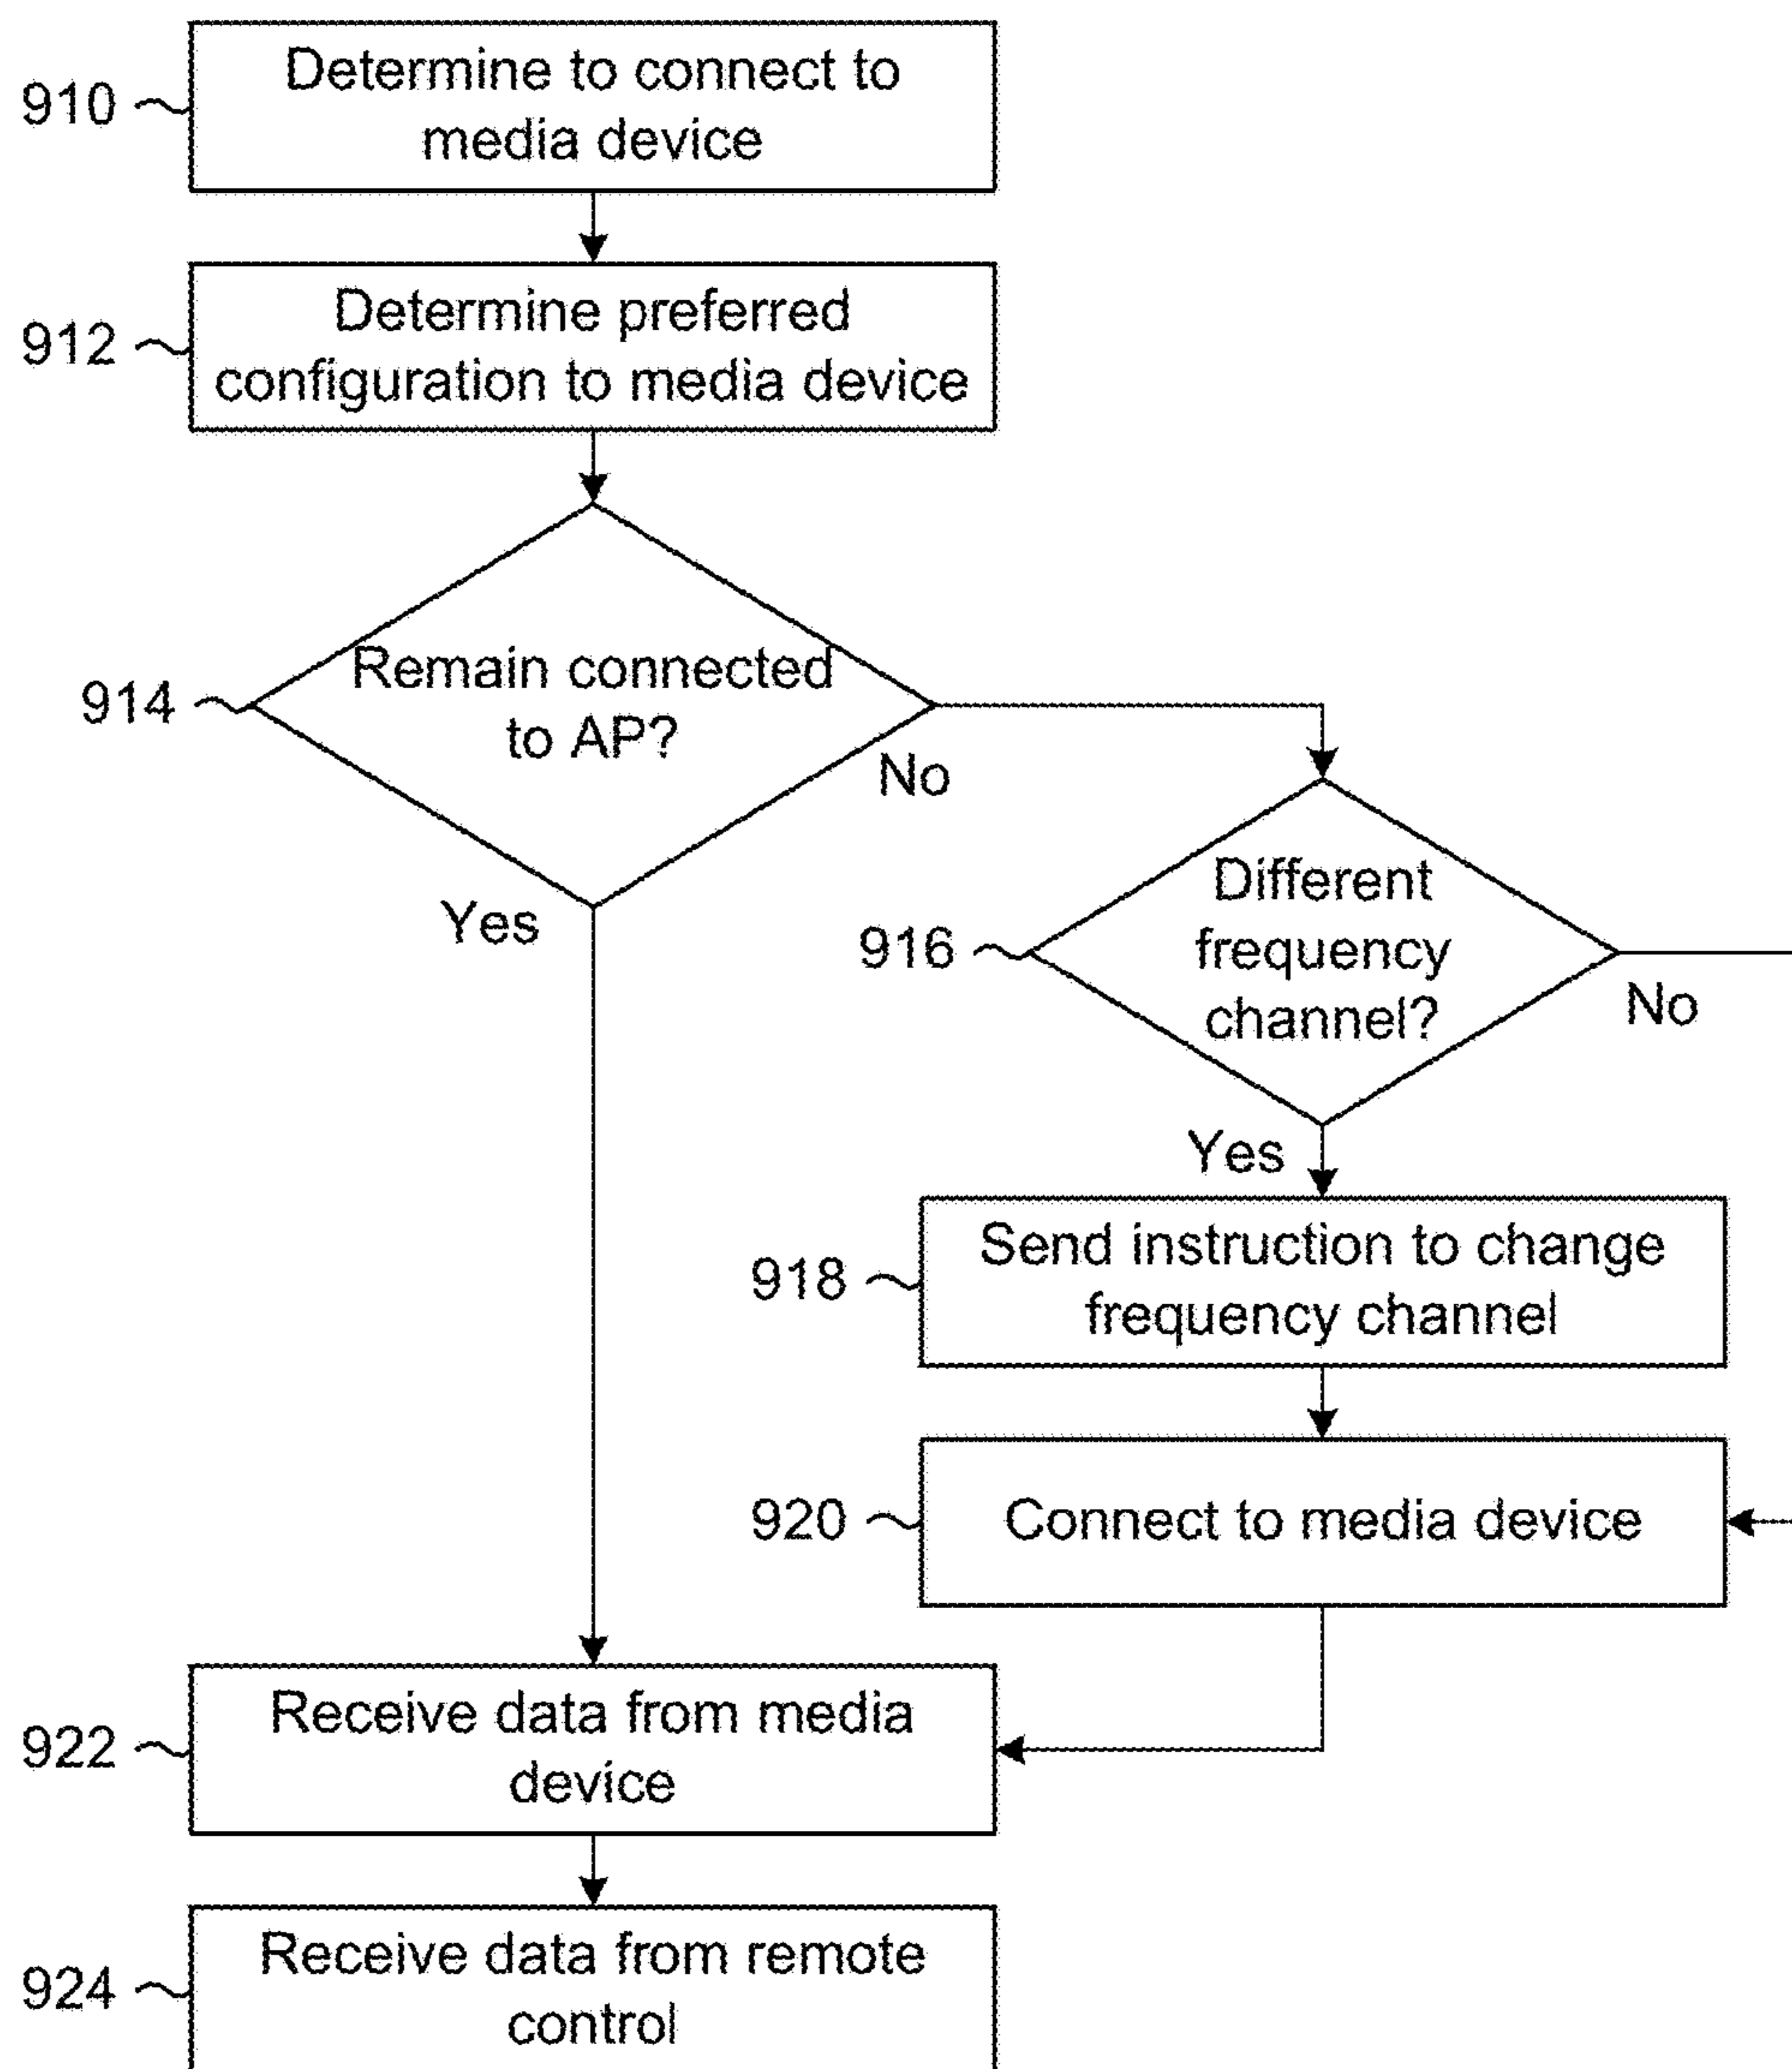 910
Determine to connect to
media device
912
Determine preferred
configuration to media device
914
Remain connected
to AP?
No
Yes
916
Different
frequency
channel?
No
Yes
918
Send instruction to change
frequency channel
920
Connect to media device
922
Receive data from media
device
924
Receive data from remote
control